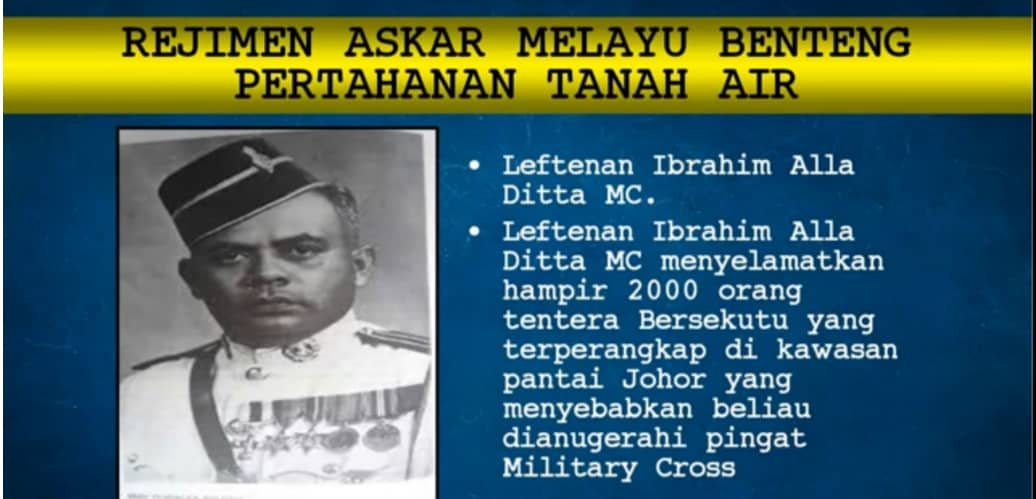 REJIMEN ASKAR MELAYU BENTENG
PERTAHANAN TANAH AIR
• Leftenan Ibrahim Alla
Ditta MC.
• Leftenan Ibrahim Alla
Ditta MC menyelamatkan
hampir 2000 orang
tentera Bersekutu yang
terperangkap di kawasan
pantai Johor yang
menyebabkan beliau
dianugerahi pingat
Military Cross